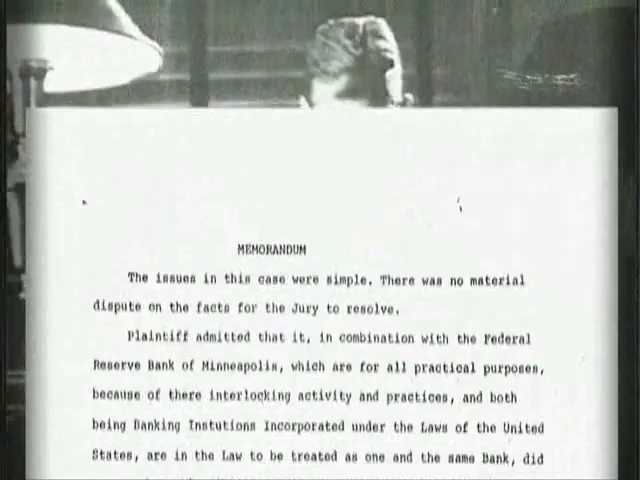 MEMORANDUM
The issues in this case were simple. There was no material
dispute on the facts for the Jury to resolve.
Plaintiff admitted that it, in combination with the Federal
Reserve Bank of Minneapolis, which are for all practical purposes,
because of there interlocking activity and practices, and both
being Banking Instutions Incorporated under the Laws of the United
States, are in the Law to be treated as one and the same Bank, did